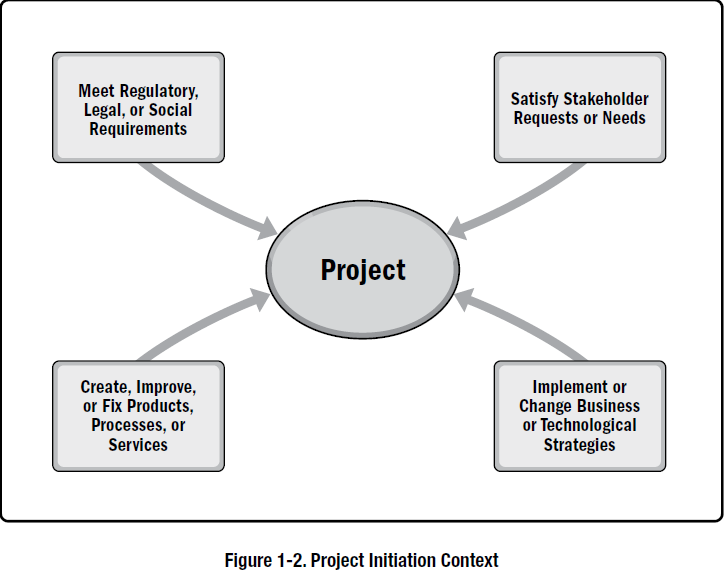 Meet Regulatory,
Legal, or Social
Requirements
Satisfy Stakeholder
Requests or Needs
Project
Create, Improve,
or Fix Products,
Processes, or
Services
Implement or
Change Business
or Technological
Strategies
Figure 1-2. Project Initiation Context